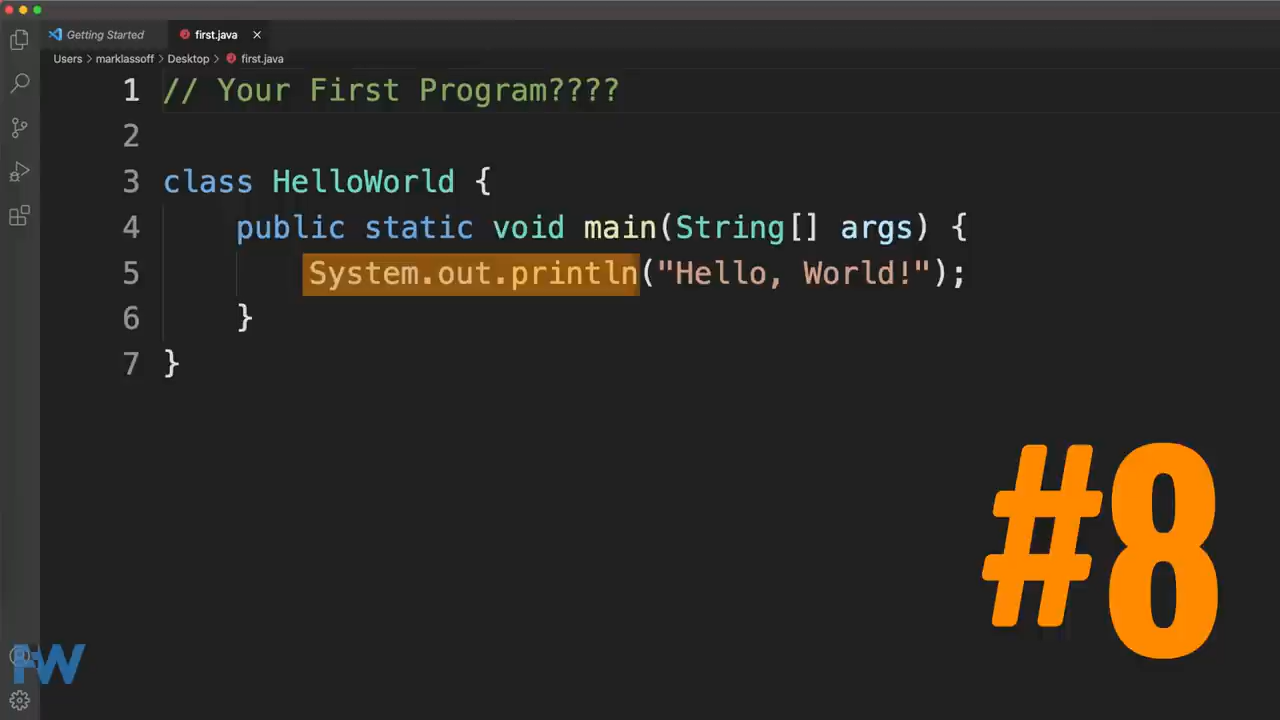 Getting Started
first.java
Users > marklassoff > Desktop > first.java
1 // Your First Program????
2
3 class HelloWorld {
4 public static void main(String[] args) {
5 System.out.println("Hello, World!");
6 }
7 }
#8
W